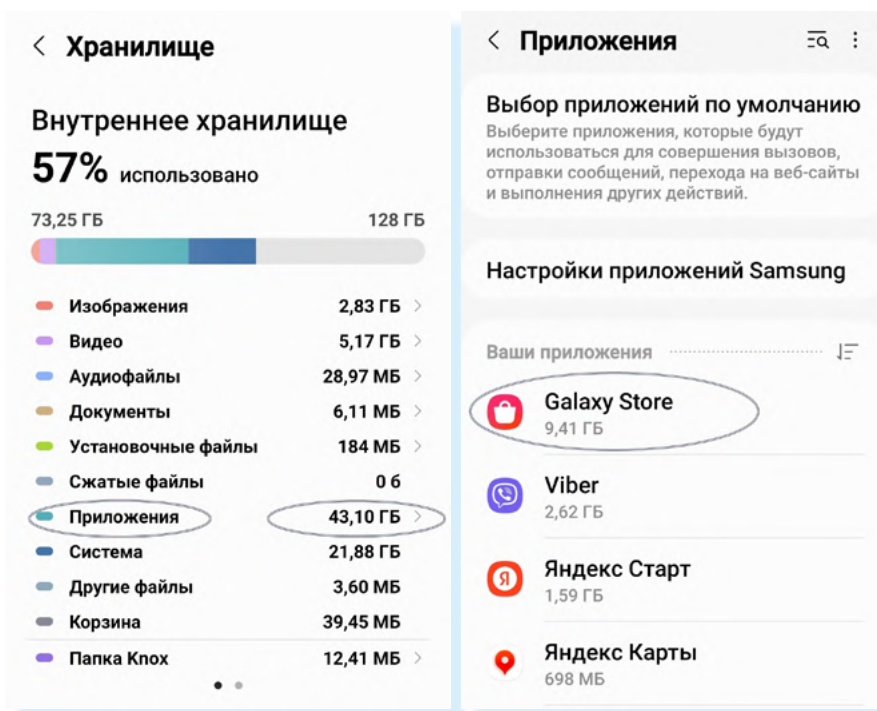 Хранилище
Внутреннее хранилище
57% использовано
73,25 ГБ 128 ГБ
Изображения 2,83 ГБ
Видео 5,17 ГБ
Аудиофайлы 28,97 МБ
Документы 6,11 МБ
Установочные файлы 184 МБ
Сжатые файлы 0 б
Приложения 43,10 ГБ
Система 21,88 ГБ
Другие файлы 3,60 МБ
Корзина 39,45 МБ
Папка Knox 12,41 МБ
Приложения
Выбор приложений по умолчанию
Выберите приложения, которые будут
использоваться для совершения вызовов,
отправки сообщений, перехода на веб-сайты
и выполнения других действий.
Настройки приложений Samsung
Ваши приложения
Galaxy Store
9,41 ГБ
Viber
2,62 ГБ
Яндекс Старт
1,59 ГБ
Яндекс Карты
698 МБ